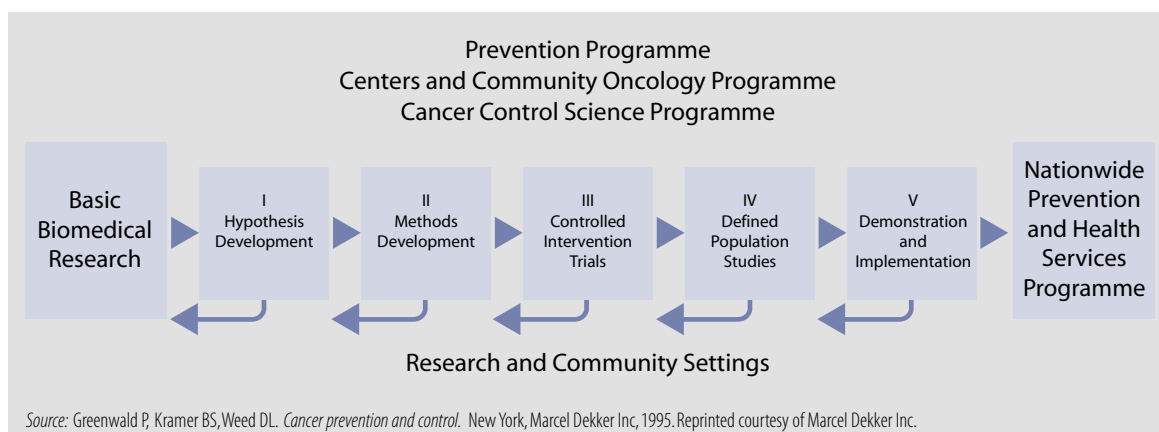 Prevention Programme
Centers and Community Oncology Programme
Cancer Control Science Programme
Basic
Biomedical
Research
I
Hypothesis
Development
II
Methods
Development
III
Controlled
Intervention
Trials
IV
Defined
Population
Studies
V
Demonstration
and
Implementation
Nationwide
Prevention
and Health
Services
Programme
Research and Community Settings
Source: Greenwald P, Kramer BS, Weed DL. Cancer prevention and control. New York, Marcel Dekker Inc, 1995. Reprinted courtesy of Marcel Dekker Inc.